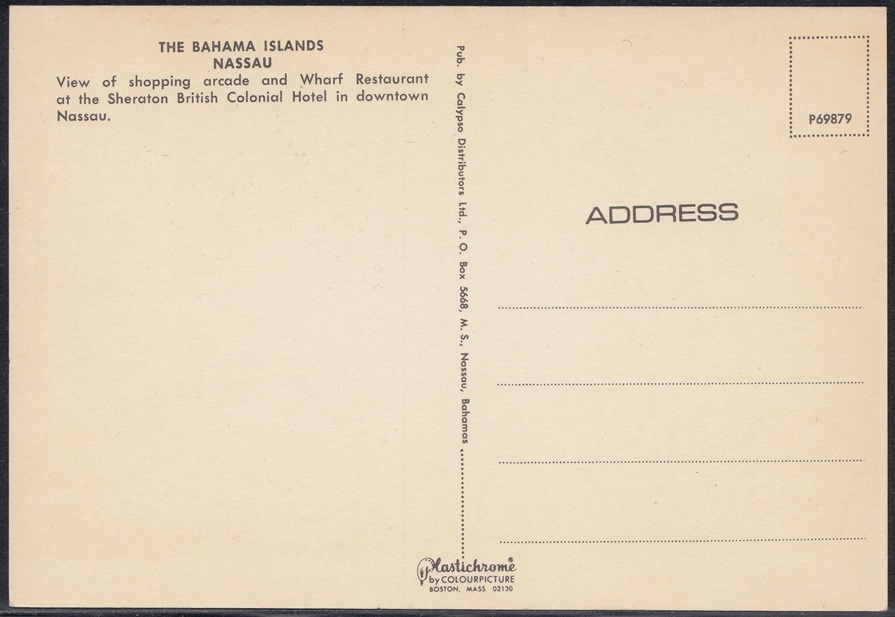 THE BAHAMA ISLANDS
NASSAU
View of shopping arcade and Wharf Restaurant
at the Sheraton British Colonial Hotel in downtown
Nassau.
Pub. by Calypso Distributors Ltd., P. O. Box 5668, M. S., Nassau, Bahamas
P69879
ADDRESS
Plastichrome®
by COLOURPICTURE
BOSTON, MASS. 02130